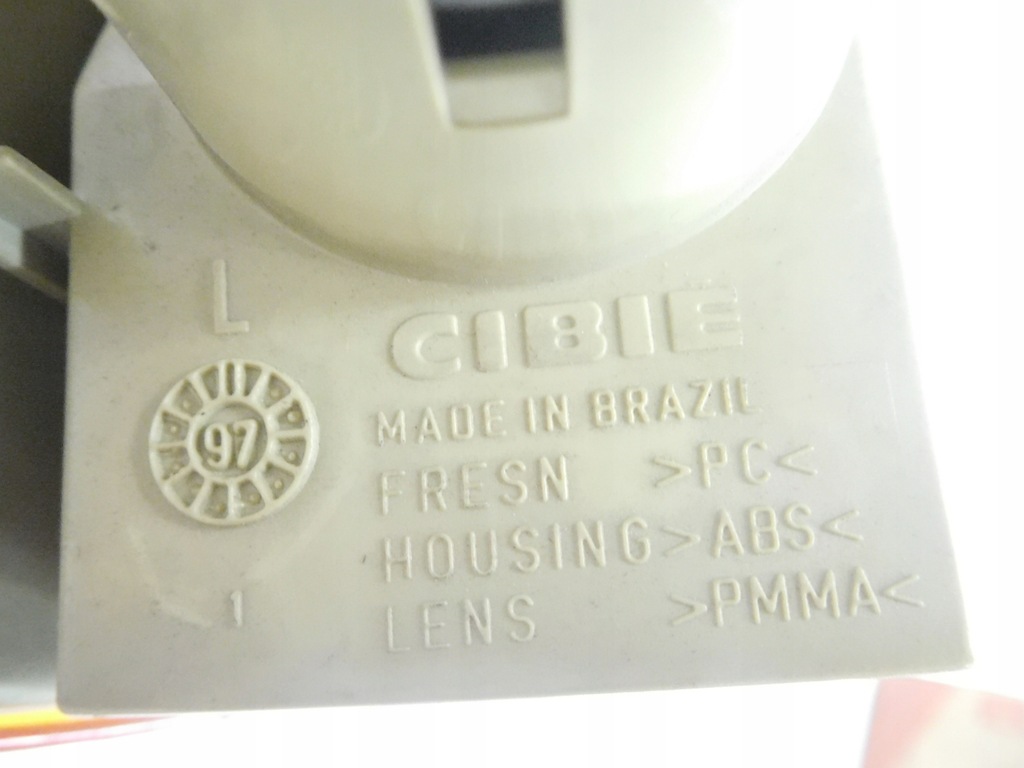 L
CIBIE
97
MADE IN BRAZIL
FRESN >PC<
HOUSING >ABS<
LENS >PMMA<
1